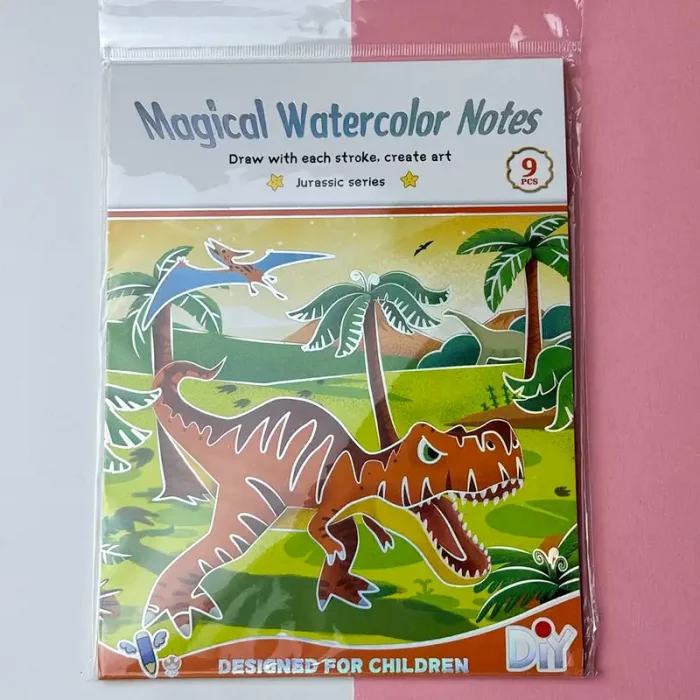 Magical Watercolor Notes
Draw with each stroke, create art
Jurassic series
9
PCS
DESIGNED FOR CHILDREN
DiY